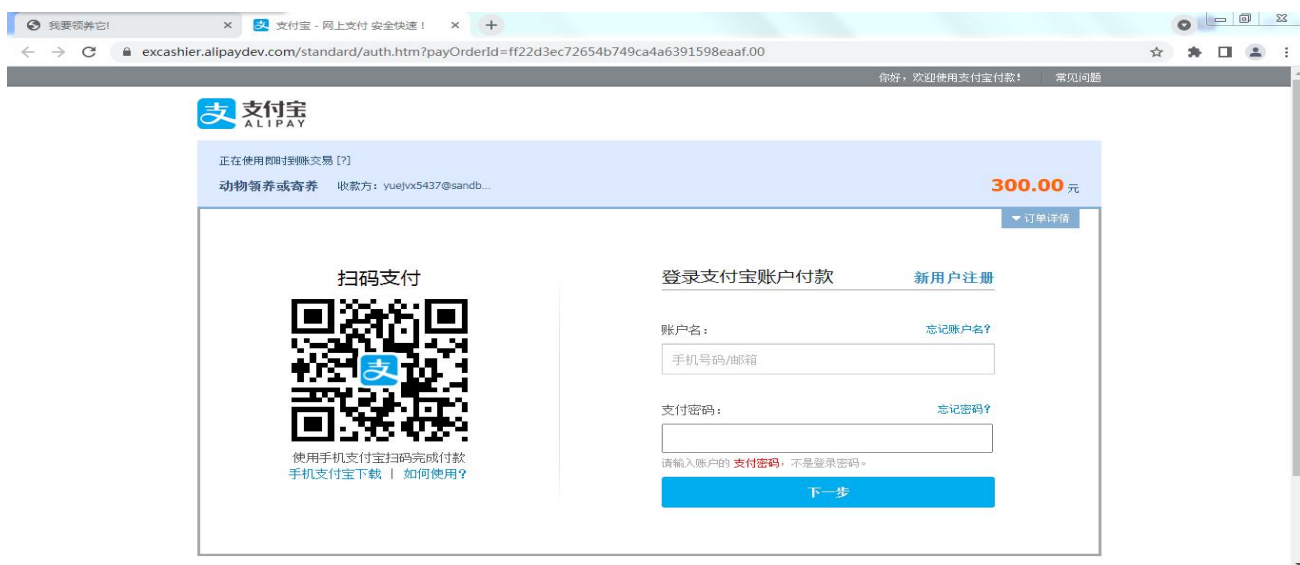 我要领养它!
支付宝 - 网上支付 安全快速！
excashier.alipaydev.com/standard/auth.htm?payOrderId=ff22d3ec72654b749ca4a6391598eaaf.00
你好，欢迎使用支付宝付款！ 常见问题
支付宝
ALIPAY
正在使用即时到账交易 [?]
动物领养或寄养 收款方：yuejvx5437@sandb...
300.00 元
订单详情
扫码支付
支
使用手机支付宝扫码完成付款
手机支付宝下载 | 如何使用?
登录支付宝账户付款 新用户注册
账户名： 忘记账户名?
手机号码/邮箱
支付密码： 忘记密码?
请输入账户的 支付密码，不是登录密码。
下一步